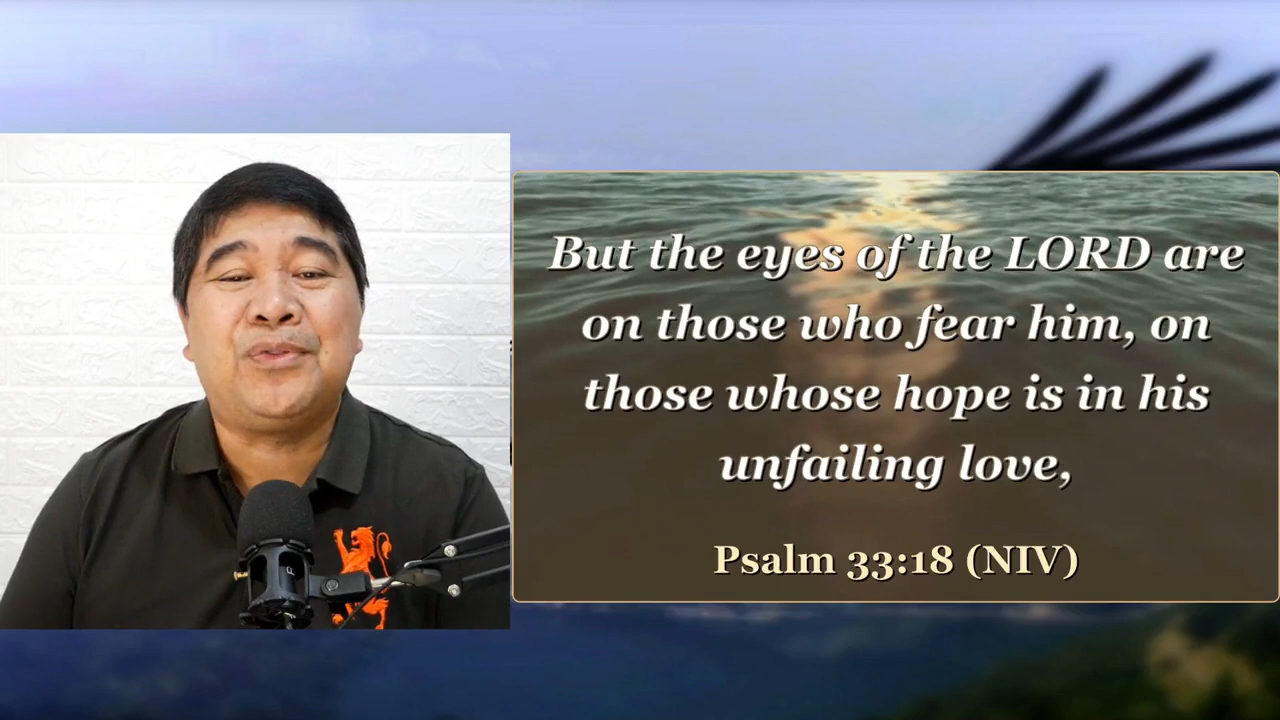 But the eyes of the LORD are
on those who fear him, on
those whose hope is in his
unfailing love,
Psalm 33:18 (NIV)